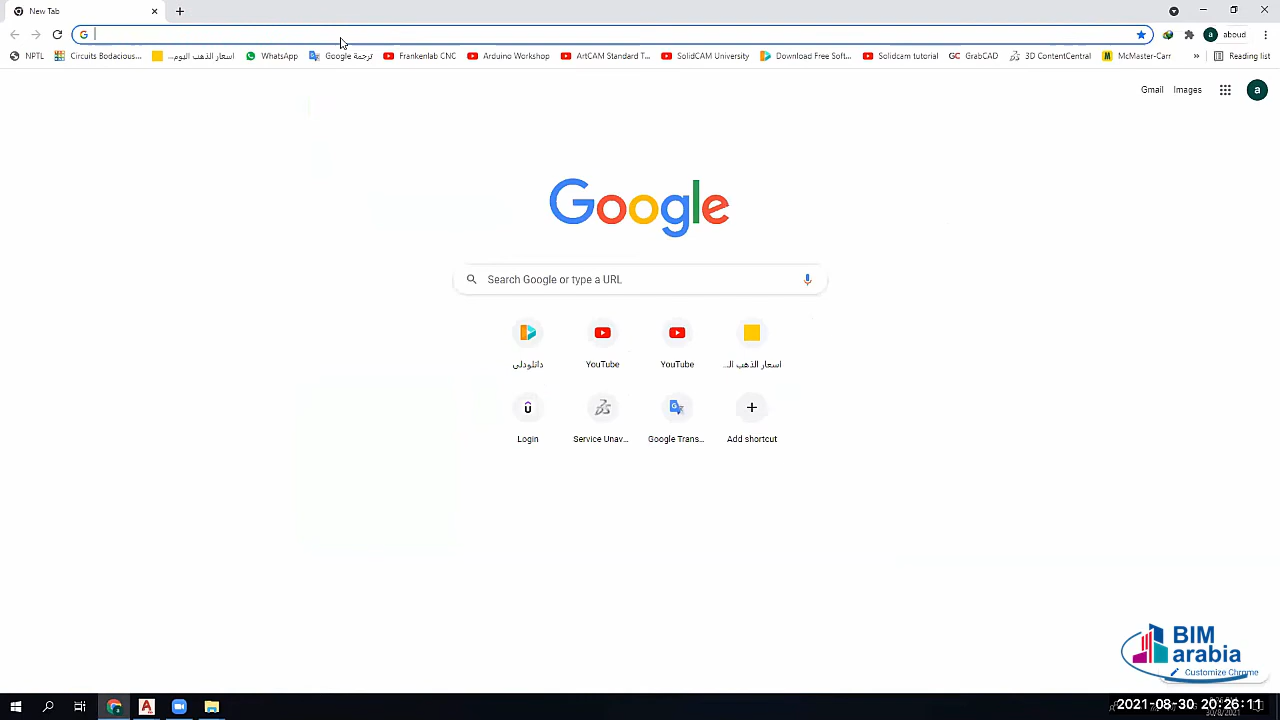 New Tab
aboud
NPTL
Circuits Bodacious...
اسعار الذهب اليوم...
WhatsApp
ترجمة Google
Frankenlab CNC
Arduino Workshop
ArtCAM Standard T...
SolidCAM University
Download Free Soft...
Solidcam tutorial
GC GrabCAD
3D ContentCentral
M McMaster-Carr
»
Reading list
Gmail
Images
a
Google
Search Google or type a URL
دانلودلی
YouTube
YouTube
اسعار الذهب ال...
Login
Service Unav...
Google Trans...
Add shortcut
BIM
arabia
Customize Chrome
2021-08-30 20:26:11